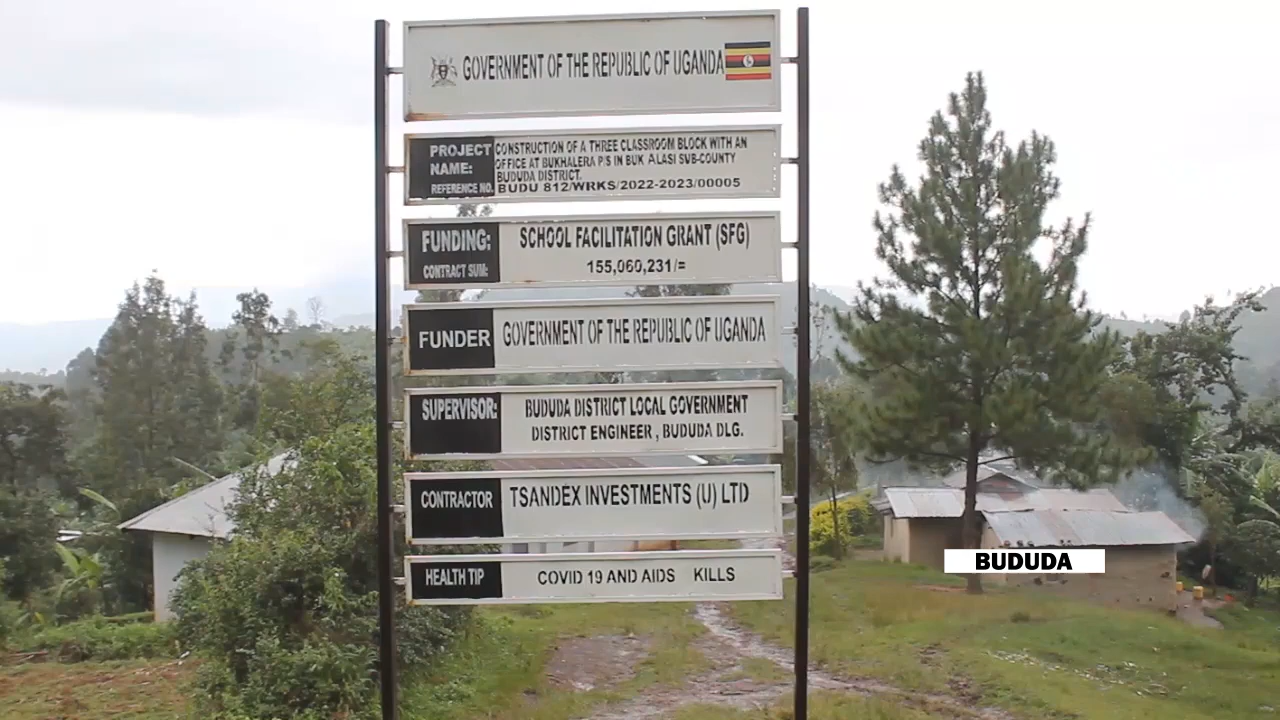 GOVERNMENT OF THE REPUBLIC OF UGANDA
PROJECT NAME:
CONSTRUCTION OF A THREE CLASSROOM BLOCK WITH AN
OFFICE AT BUKHALERA P/S IN BUK ALASI SUB-COUNTY
BUDUDA DISTRICT.
REFERENCE NO. BUDU 812/WRKS/2022-2023/00005
FUNDING: SCHOOL FACILITATION GRANT (SFG)
CONTRACT SUM: 155,060,231/=
FUNDER GOVERNMENT OF THE REPUBLIC OF UGANDA
SUPERVISOR: BUDUDA DISTRICT LOCAL GOVERNMENT
DISTRICT ENGINEER , BUDUDA DLG.
CONTRACTOR TSANDEX INVESTMENTS (U) LTD
HEALTH TIP COVID 19 AND AIDS KILLS
BUDUDA